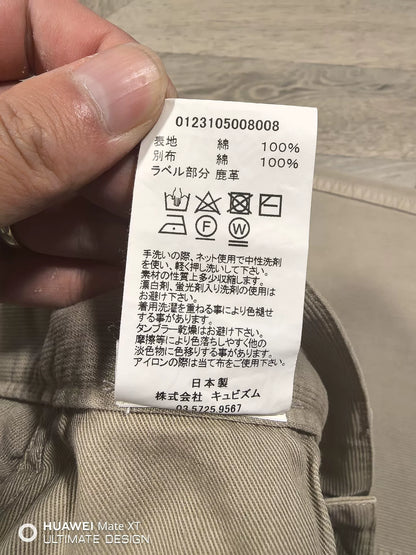 0123105008008
表地 綿 100%
別布 綿 100%
ラベル部分 鹿革
手洗いの際、ネット使用で中性洗剤
を使い、軽く押し洗いして下さい。
素材の性質上多少収縮します。
漂白剤、蛍光剤入り洗剤の使用は
お避け下さい。
着用洗濯を重ねる事により色褪せ
する事があります。
タンブラー乾燥はお避け下さい。
摩擦等により色落ちしやすく他の
淡色物に色移りする事があります。
アイロンの際は当て布をご使用下さい。
日本製
株式会社 キュビズム
03 5725 9567
HUAWEI Mate XT
ULTIMATE DESIGN